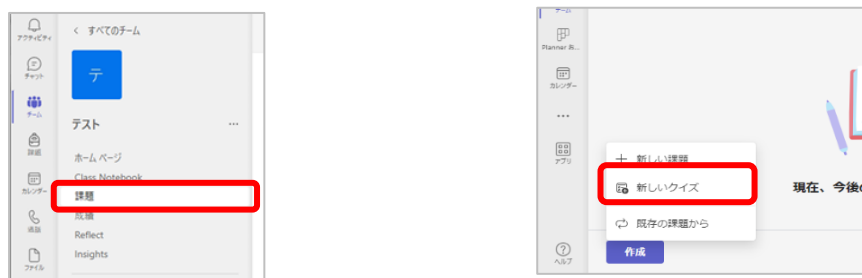 アクティビティ
チャット
チーム
課題
カレンダー
通話
ファイル
< すべてのチーム
テ
テスト
...
ホーム ページ
Class Notebook
課題
成績
Reflect
Insights
チーム
Planner お...
カレンダー
...
アプリ
ヘルプ
+ 新しい課題
新しいクイズ
既存の課題から
作成
現在、今後の